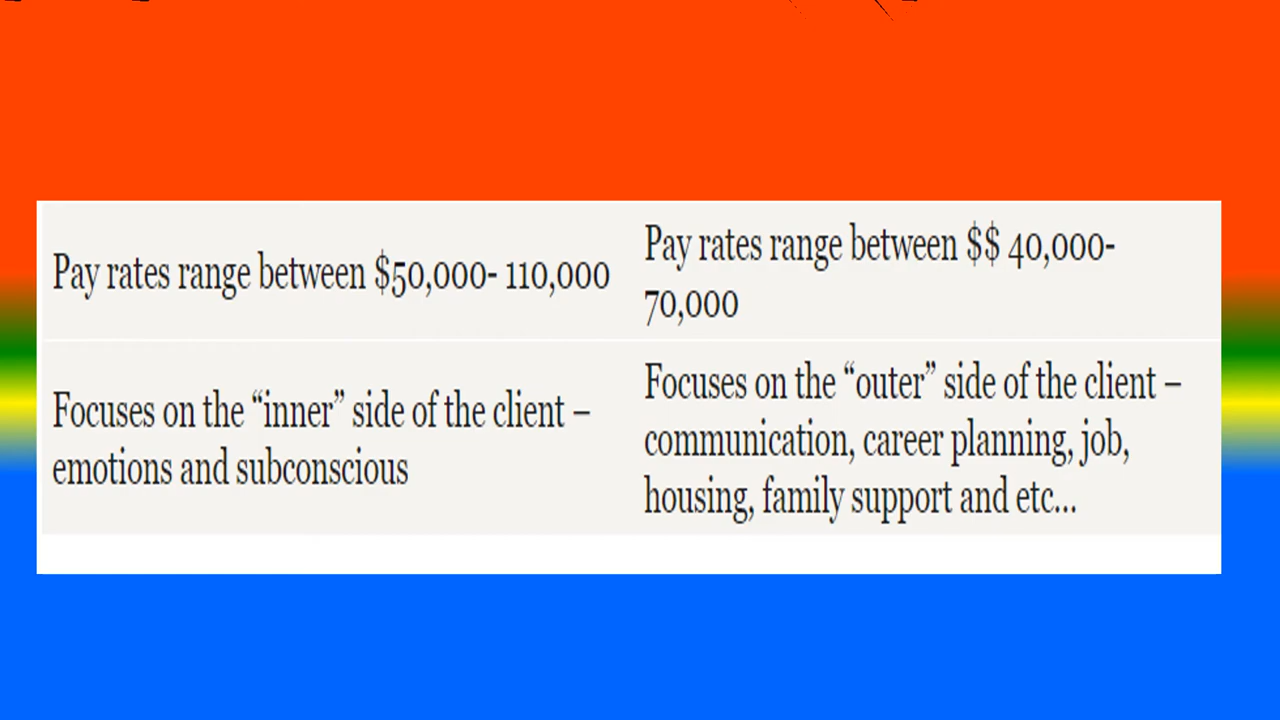 Pay rates range between $50,000- 110,000
Pay rates range between $$ 40,000-
70,000
Focuses on the “inner” side of the client –
emotions and subconscious
Focuses on the “outer” side of the client –
communication, career planning, job,
housing, family support and etc...